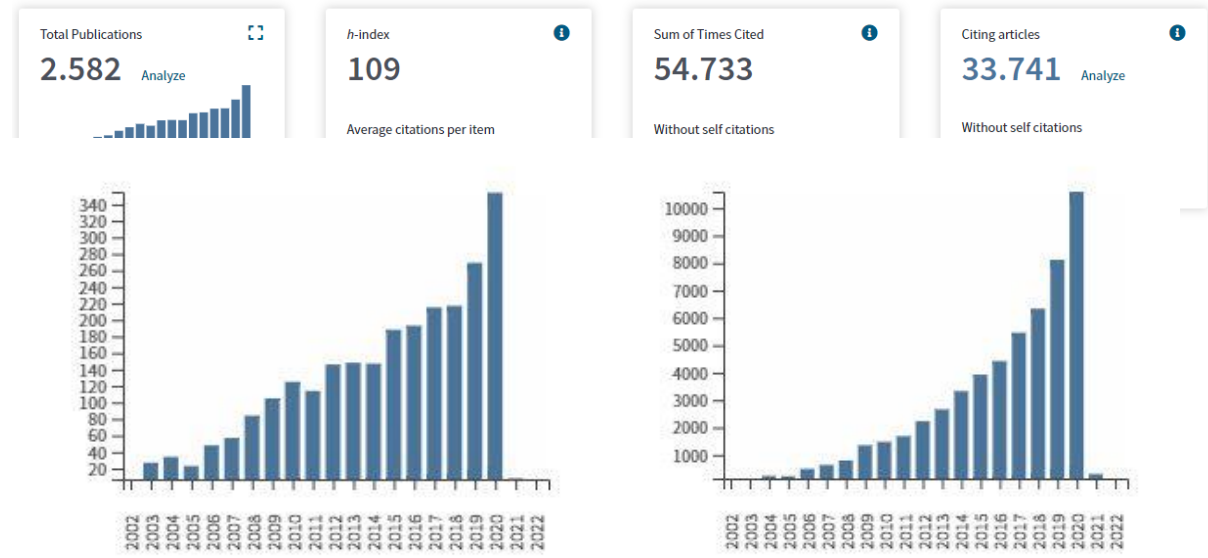 Total Publications
2.582 Analyze
h-index
109
Average citations per item
Sum of Times Cited
54.733
Without self citations
Citing articles
33.741 Analyze
Without self citations
340
320
300
280
260
240
220
200
180
160
140
120
100
80
60
40
20
2002 2003 2004 2005 2006 2007 2008 2009 2010 2011 2012 2013 2014 2015 2016 2017 2018 2019 2020 2021 2022
10000
9000
8000
7000
6000
5000
4000
3000
2000
1000
2002 2003 2004 2005 2006 2007 2008 2009 2010 2011 2012 2013 2014 2015 2016 2017 2018 2019 2020 2021 2022